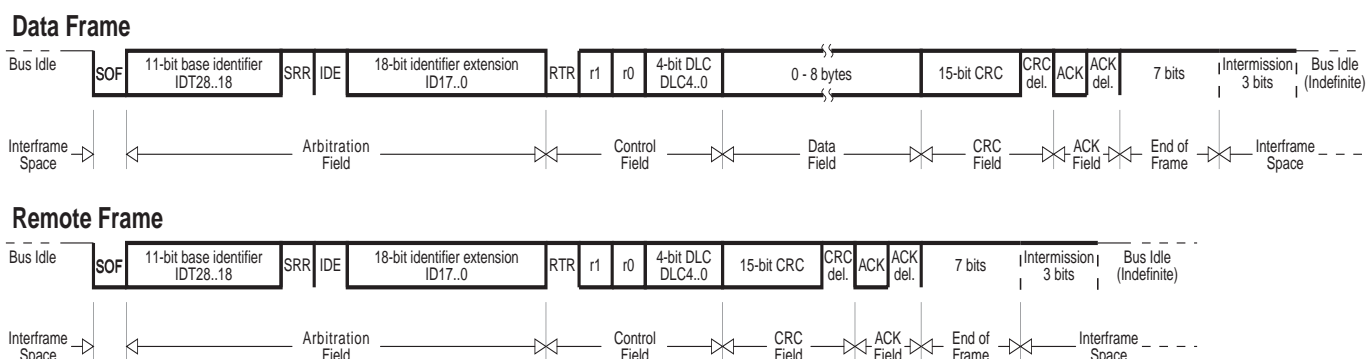 Data Frame
Bus Idle SOF 11-bit base identifier IDT28..18 SRR IDE 18-bit identifier extension ID17..0 RTR r1 r0 4-bit DLC DLC4..0 0 - 8 bytes 15-bit CRC CRC del. ACK ACK del. 7 bits Intermission 3 bits Bus Idle (Indefinite)
Interframe Space Arbitration Field Control Field Data Field CRC Field ACK Field End of Frame Interframe Space
Remote Frame
Bus Idle SOF 11-bit base identifier IDT28..18 SRR IDE 18-bit identifier extension ID17..0 RTR r1 r0 4-bit DLC DLC4..0 15-bit CRC CRC del. ACK ACK del. 7 bits Intermission 3 bits Bus Idle (Indefinite)
Interframe Space Arbitration Field Control Field CRC Field ACK Field End of Frame Interframe Space